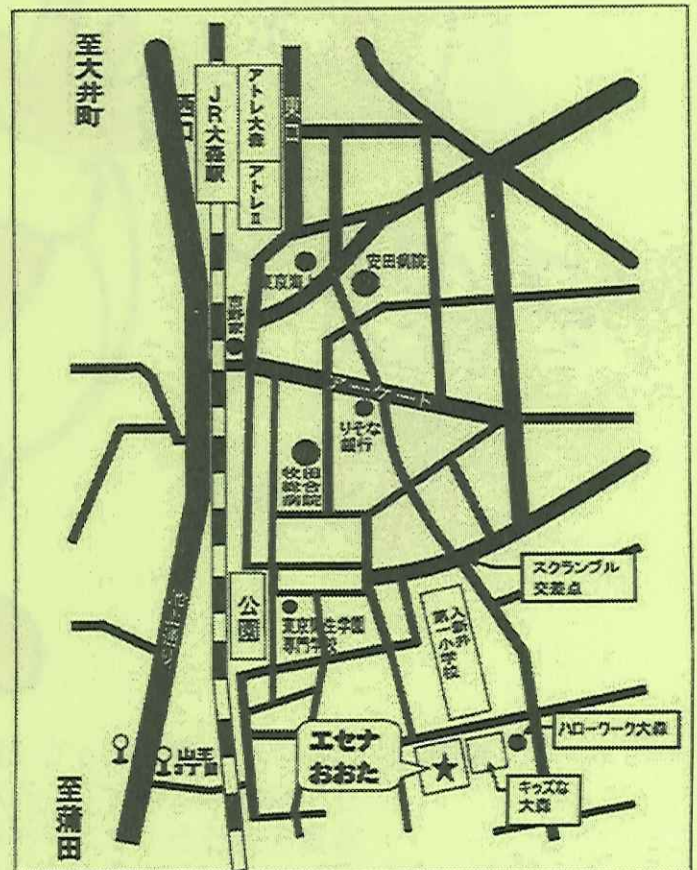 至大井町
西口
JR大森駅
アトレ大森
アトレⅡ
東口
東京海上
安田病院
吉野家
アーケード
りそな
銀行
牧田
総合
病院
スクランブル
交差点
公園
専門学校
入新井
第一小学校
ハローワーク大森
エセナ
おおた
キッズな
大森
山王
3丁目
至蒲田